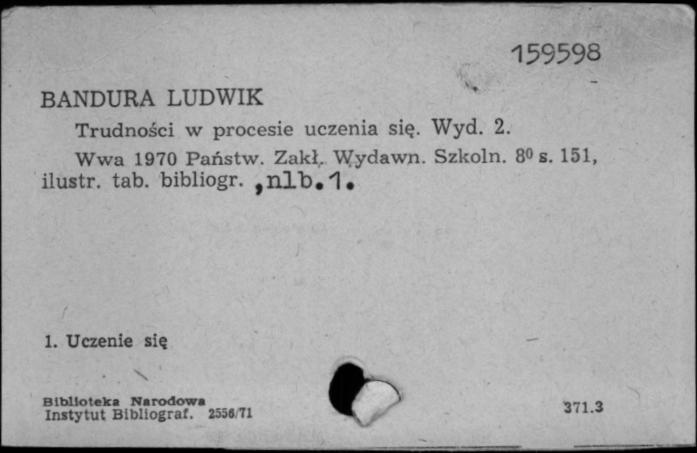 159598
BANDURA LUDWIK
Trudności w procesie uczenia się. Wyd. 2.
Wwa 1970 Państw. Zakł. Wydawn. Szkoln. 8⁰ s. 151,
ilustr. tab. bibliogr. ,nlb.1.
1. Uczenie się
Biblioteka Narodowa
Instytut Bibliograf. 2556/71
371.3